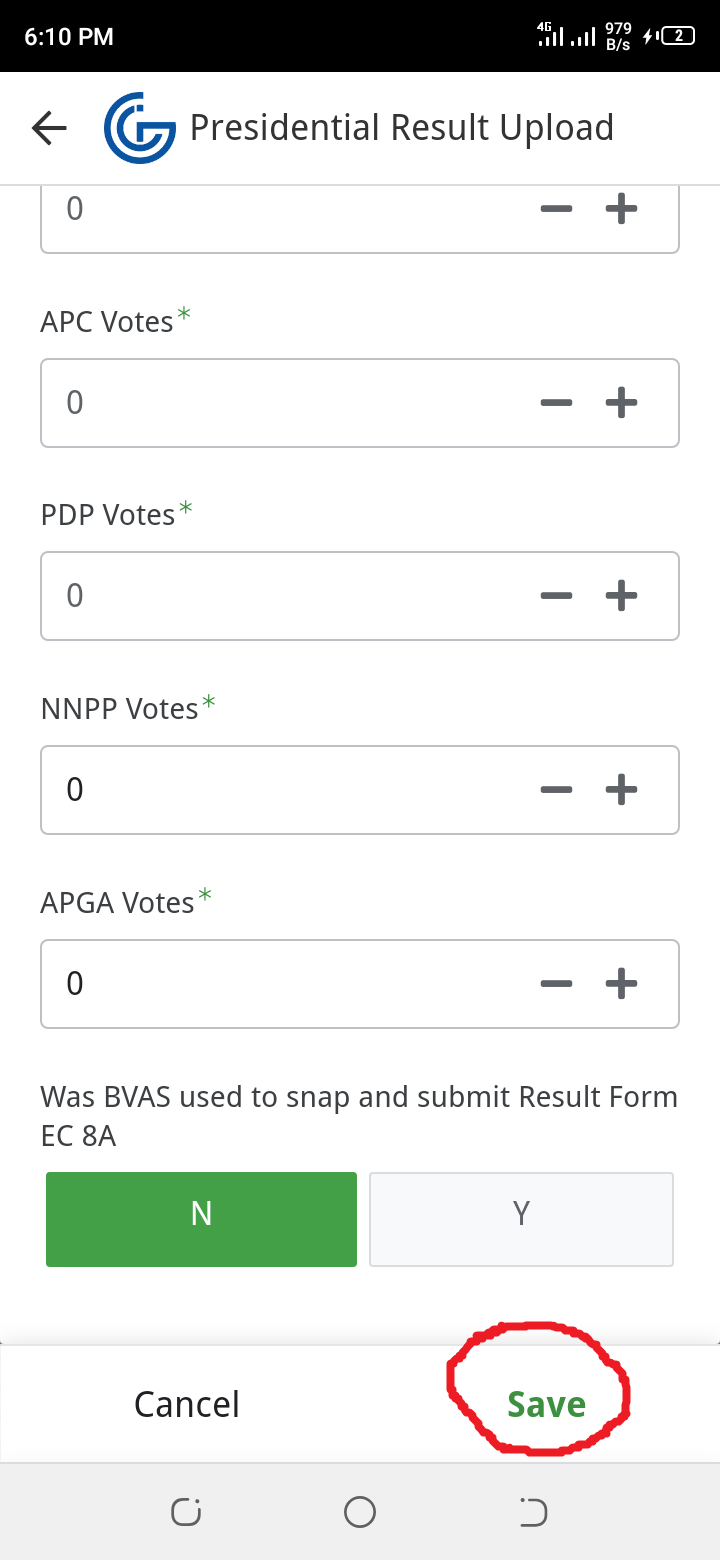 6:10 PM
4G
979
B/s
2
Presidential Result Upload
0
APC Votes*
0
PDP Votes*
0
NNPP Votes*
0
APGA Votes*
0
Was BVAS used to snap and submit Result Form
EC 8A
N Y
Cancel Save